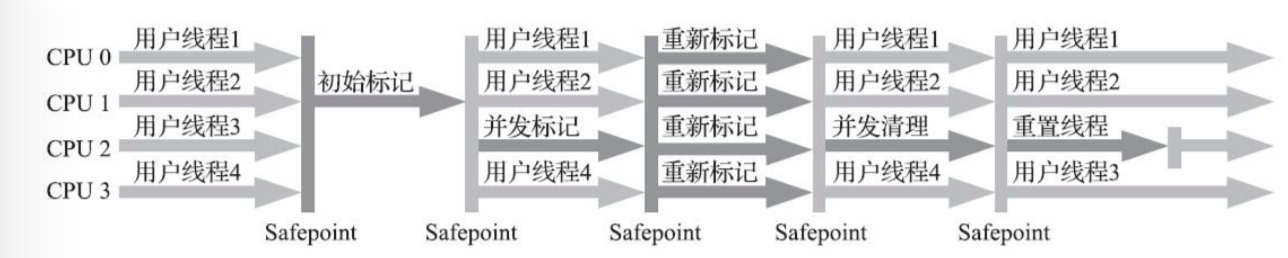 CPU 0 用户线程1 用户线程1 重新标记 用户线程1 用户线程1
CPU 1 用户线程2 初始标记 用户线程2 重新标记 用户线程2 用户线程2
CPU 2 用户线程3 并发标记 重新标记 并发清理 重置线程
CPU 3 用户线程4 用户线程4 重新标记 用户线程4 用户线程3
Safepoint Safepoint Safepoint Safepoint Safepoint